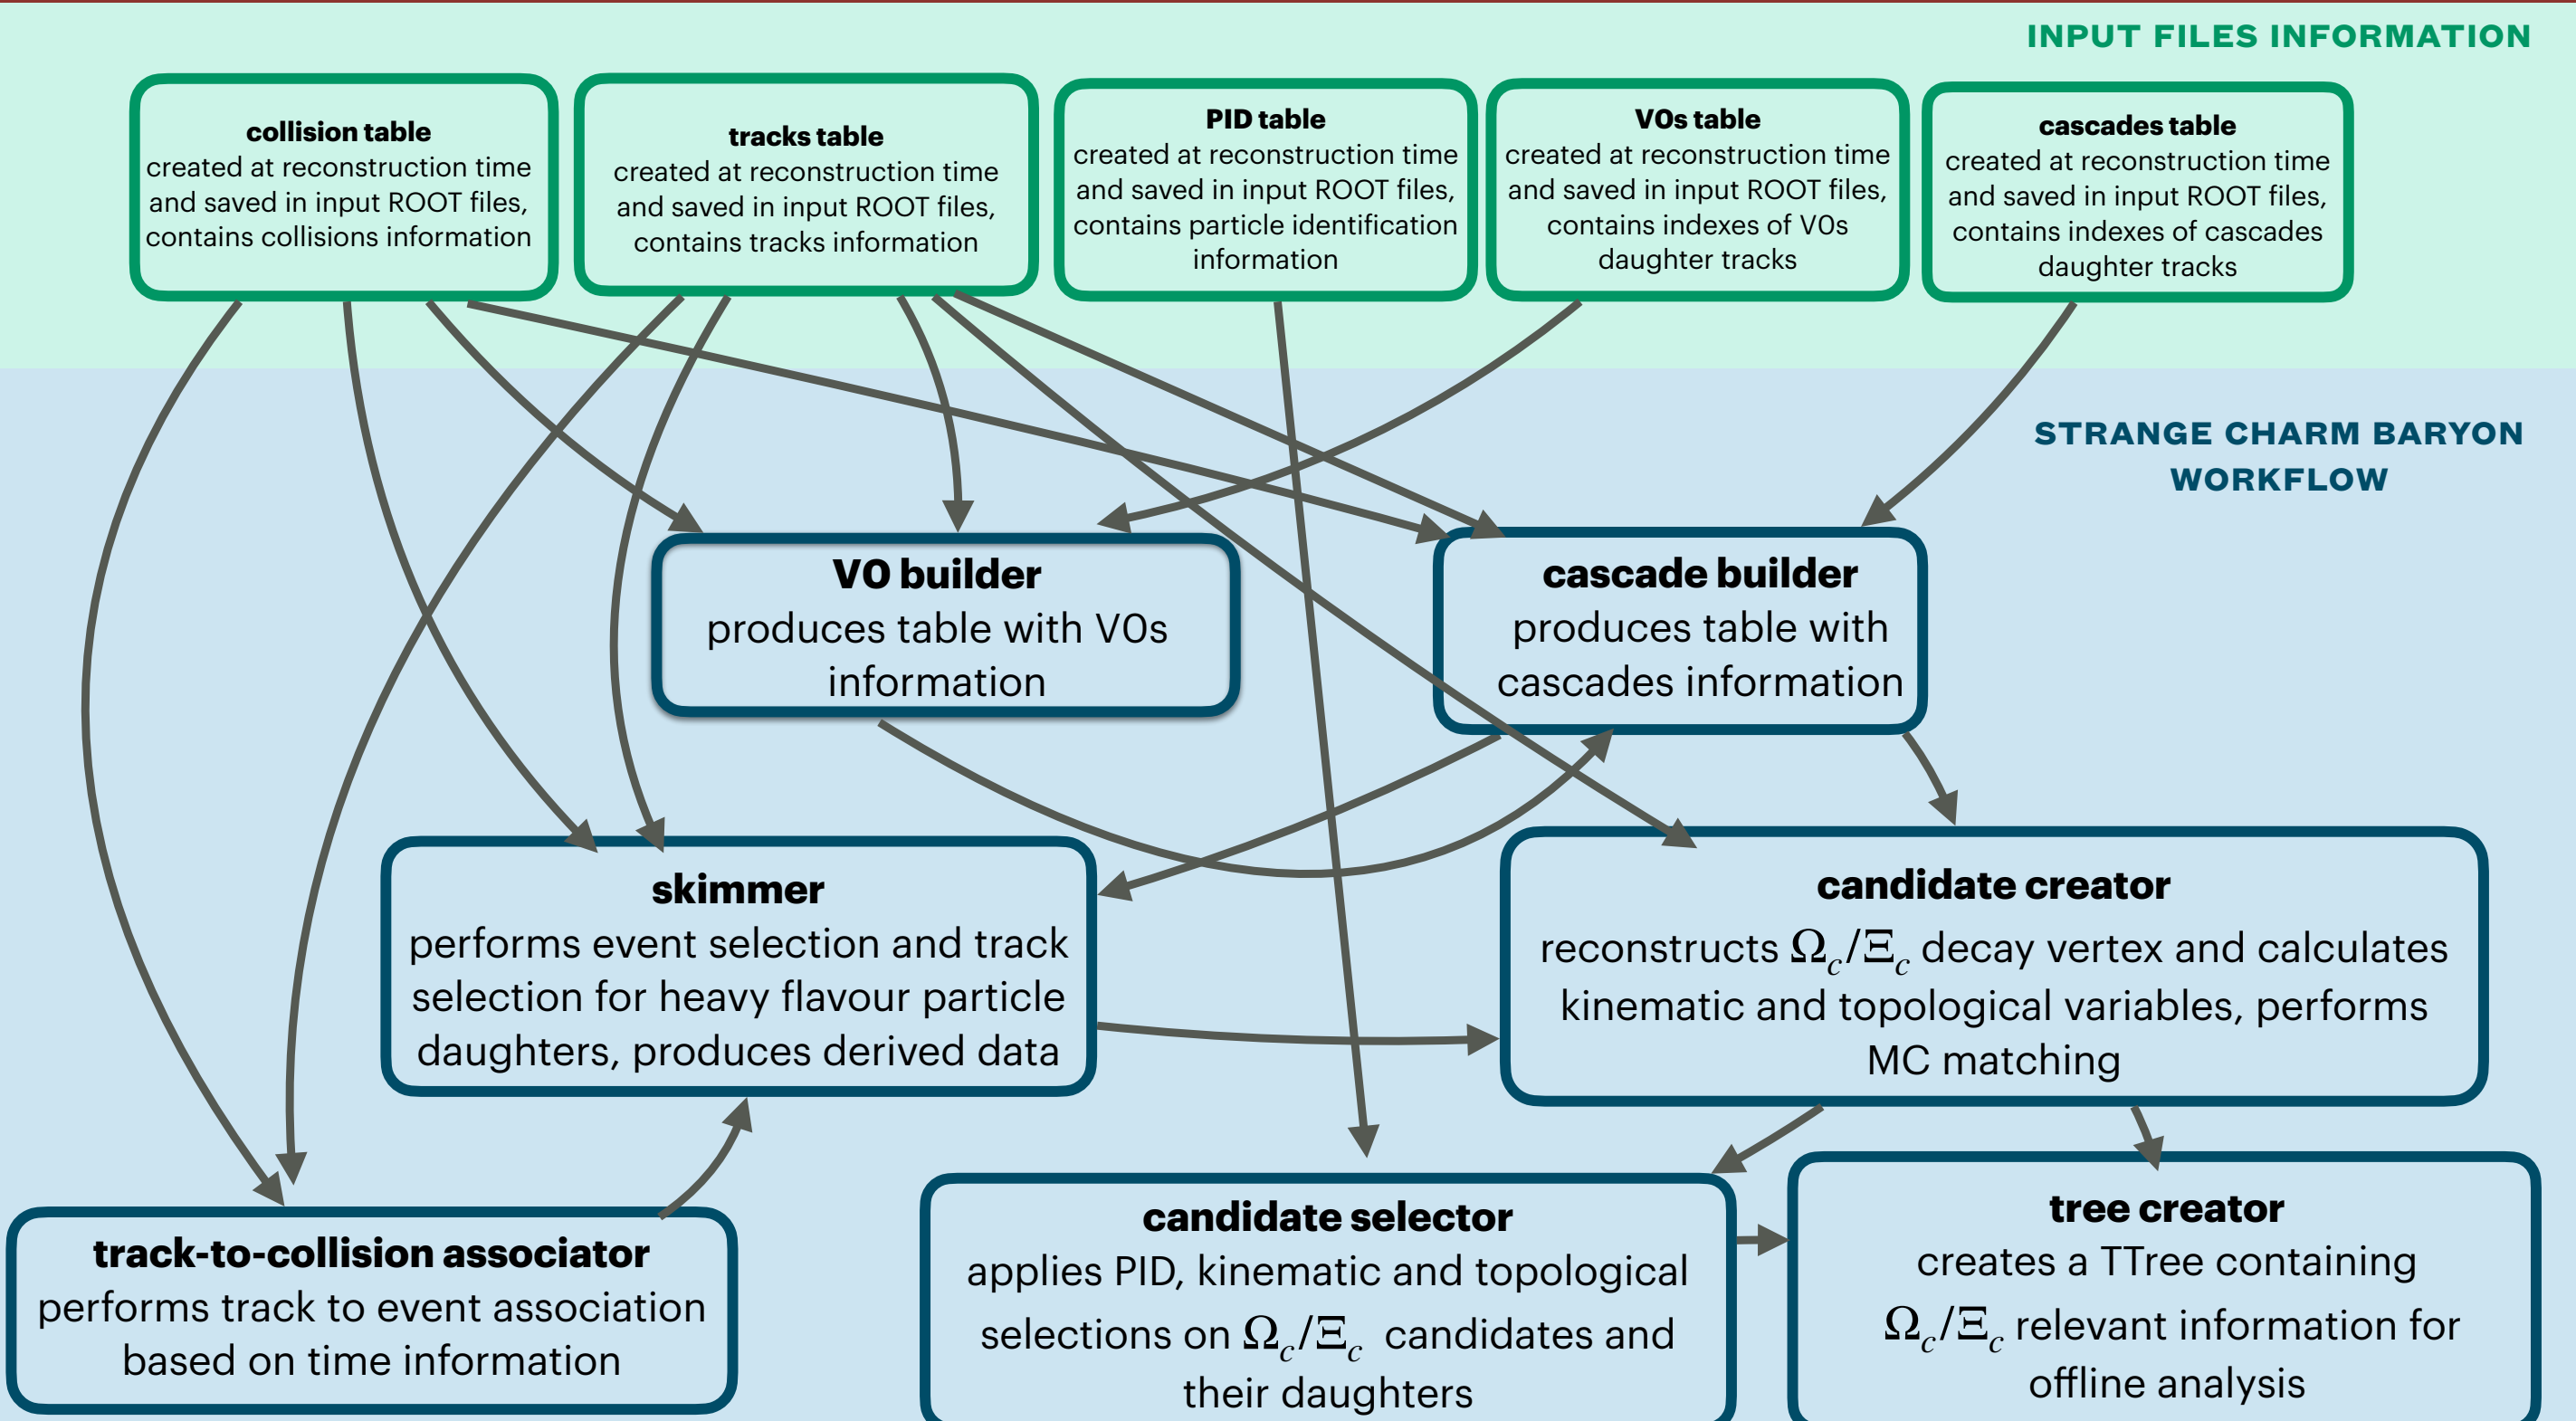 INPUT FILES INFORMATION
collision table
created at reconstruction time
and saved in input ROOT files,
contains collisions information
tracks table
created at reconstruction time
and saved in input ROOT files,
contains tracks information
PID table
created at reconstruction time
and saved in input ROOT files,
contains particle identification
information
V0s table
created at reconstruction time
and saved in input ROOT files,
contains indexes of V0s
daughter tracks
cascades table
created at reconstruction time
and saved in input ROOT files,
contains indexes of cascades
daughter tracks
STRANGE CHARM BARYON
WORKFLOW
V0 builder
produces table with V0s
information
cascade builder
produces table with
cascades information
skimmer
performs event selection and track
selection for heavy flavour particle
daughters, produces derived data
candidate creator
reconstructs Ωc/Ξc decay vertex and calculates
kinematic and topological variables, performs
MC matching
track-to-collision associator
performs track to event association
based on time information
candidate selector
applies PID, kinematic and topological
selections on Ωc/Ξc candidates and
their daughters
tree creator
creates a TTree containing
Ωc/Ξc relevant information for
offline analysis